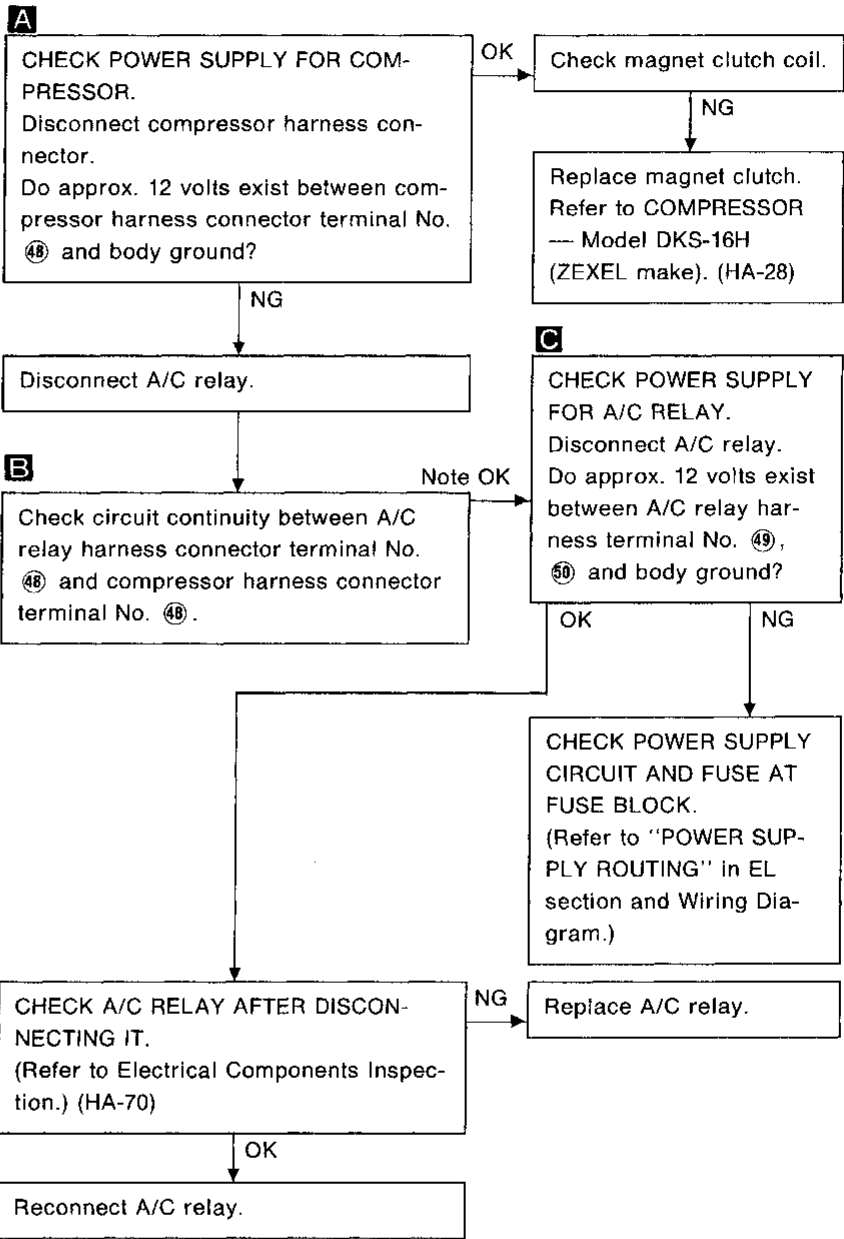 A
CHECK POWER SUPPLY FOR COM-
PRESSOR.
Disconnect compressor harness con-
nector.
Do approx. 12 volts exist between com-
pressor harness connector terminal No.
㊽ and body ground?
OK
Check magnet clutch coil.
NG
Replace magnet clutch.
Refer to COMPRESSOR
— Model DKS-16H
(ZEXEL make). (HA-28)
NG
Disconnect A/C relay.
B
Check circuit continuity between A/C
relay harness connector terminal No.
㊽ and compressor harness connector
terminal No. ㊽ .
Note OK
C
CHECK POWER SUPPLY
FOR A/C RELAY.
Disconnect A/C relay.
Do approx. 12 volts exist
between A/C relay har-
ness terminal No. ㊾ ,
㊿ and body ground?
OK
NG
CHECK POWER SUPPLY
CIRCUIT AND FUSE AT
FUSE BLOCK.
(Refer to "POWER SUP-
PLY ROUTING" in EL
section and Wiring Dia-
gram.)
CHECK A/C RELAY AFTER DISCON-
NECTING IT.
(Refer to Electrical Components Inspec-
tion.) (HA-70)
NG
Replace A/C relay.
OK
Reconnect A/C relay.